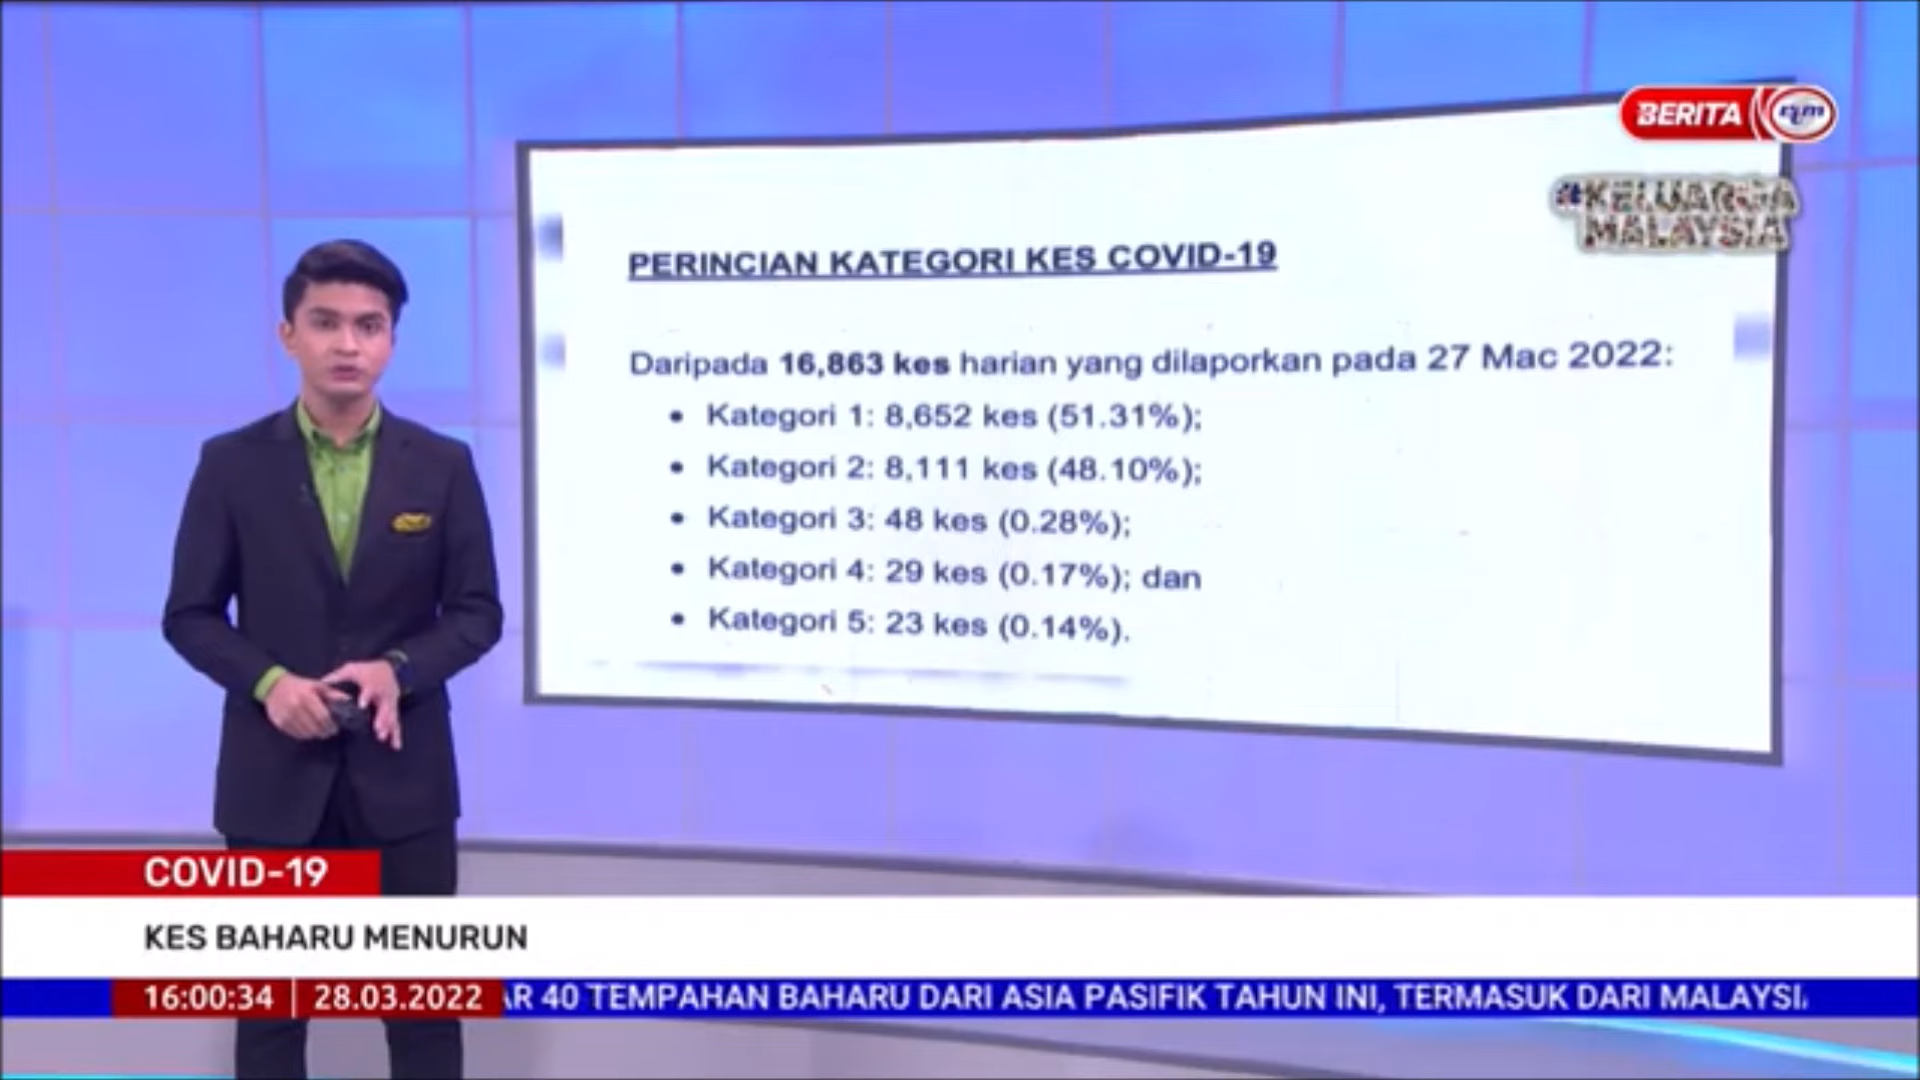 BERITA rtm
#KELUARGA
MALAYSIA
PERINCIAN KATEGORI KES COVID-19
Daripada 16,863 kes harian yang dilaporkan pada 27 Mac 2022:
• Kategori 1: 8,652 kes (51.31%);
• Kategori 2: 8,111 kes (48.10%);
• Kategori 3: 48 kes (0.28%);
• Kategori 4: 29 kes (0.17%); dan
• Kategori 5: 23 kes (0.14%).
COVID-19
KES BAHARU MENURUN
16:00:34 28.03.2022 AR 40 TEMPAHAN BAHARU DARI ASIA PASIFIK TAHUN INI, TERMASUK DARI MALAYSI